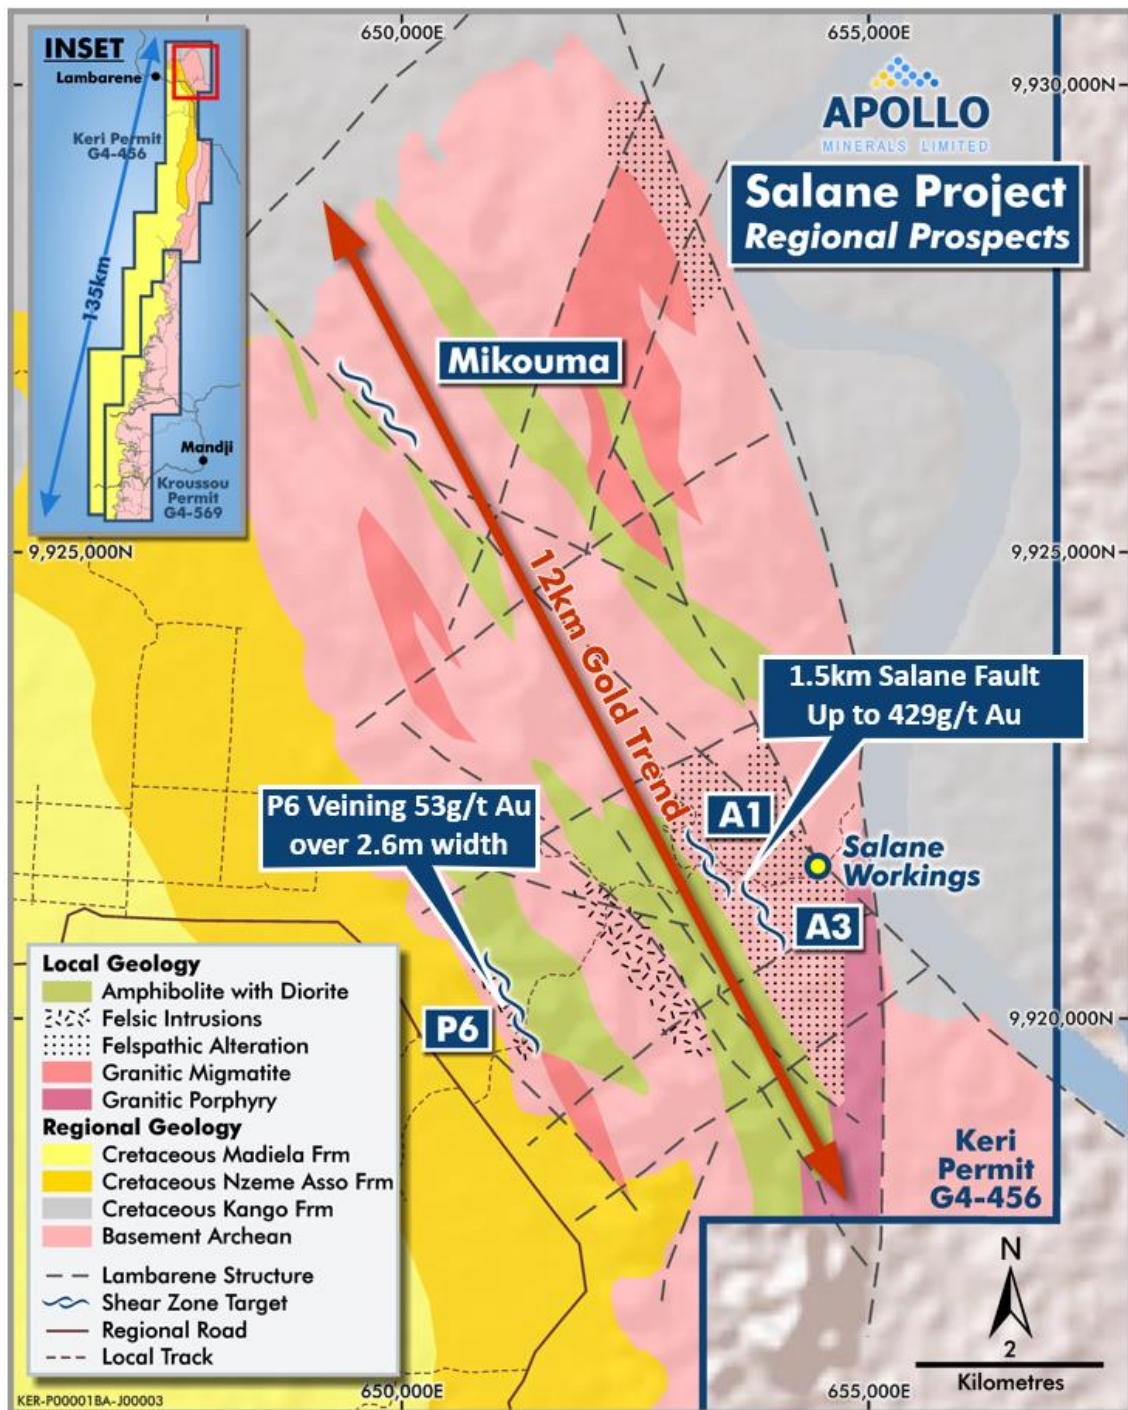 650,000E
655,000E
INSET
Lambarene
9,930,000N
APOLLO
MINERALS LIMITED
Keri Permit
G4-456
Salane Project
Regional Prospects
135km
Mikouma
Mandji
Kroussou
Permit
G4-569
9,925,000N
9,925,000N
12km Gold Trend
1.5km Salane Fault
Up to 429g/t Au
P6 Veining 53g/t Au
over 2.6m width
A1
Salane
Workings
A3
Local Geology
Amphibolite with Diorite
Felsic Intrusions
Felspathic Alteration
Granitic Migmatite
Granitic Porphyry
Regional Geology
Cretaceous Madiela Frm
Cretaceous Nzeme Asso Frm
Cretaceous Kango Frm
Basement Archean
Lambarene Structure
Shear Zone Target
Regional Road
Local Track
P6
9,920,000N
Keri
Permit
G4-456
N
2
Kilometres
KER-P00001BA-J00003
650,000E
655,000E